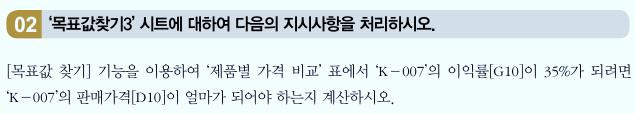 02 '목표값찾기3' 시트에 대하여 다음의 지시사항을 처리하시오.
[목표값 찾기] 기능을 이용하여 '제품별 가격 비교' 표에서 'K-007'의 이익률[G10]이 35%가 되려면
'K-007'의 판매가격[D10]이 얼마가 되어야 하는지 계산하시오.